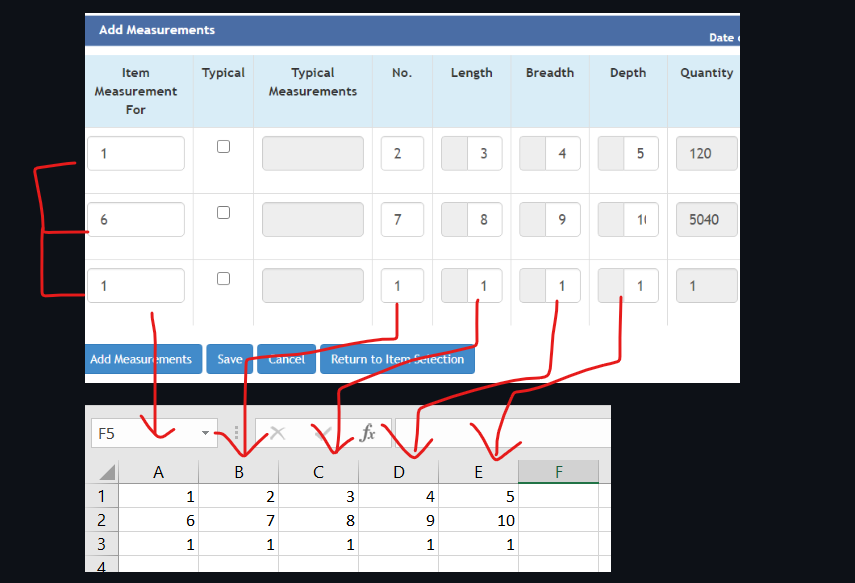 Add Measurements
Date
Item Measurement For Typical Typical Measurements No. Length Breadth Depth Quantity
1 2 3 4 5 120
6 7 8 9 5040
1 1 1 1 1 1
Add Measurements Save Cancel Return to Item Selection
F5 fx
A B C D E F
1 1 2 3 4 5
2 6 7 8 9 10
3 1 1 1 1 1
4